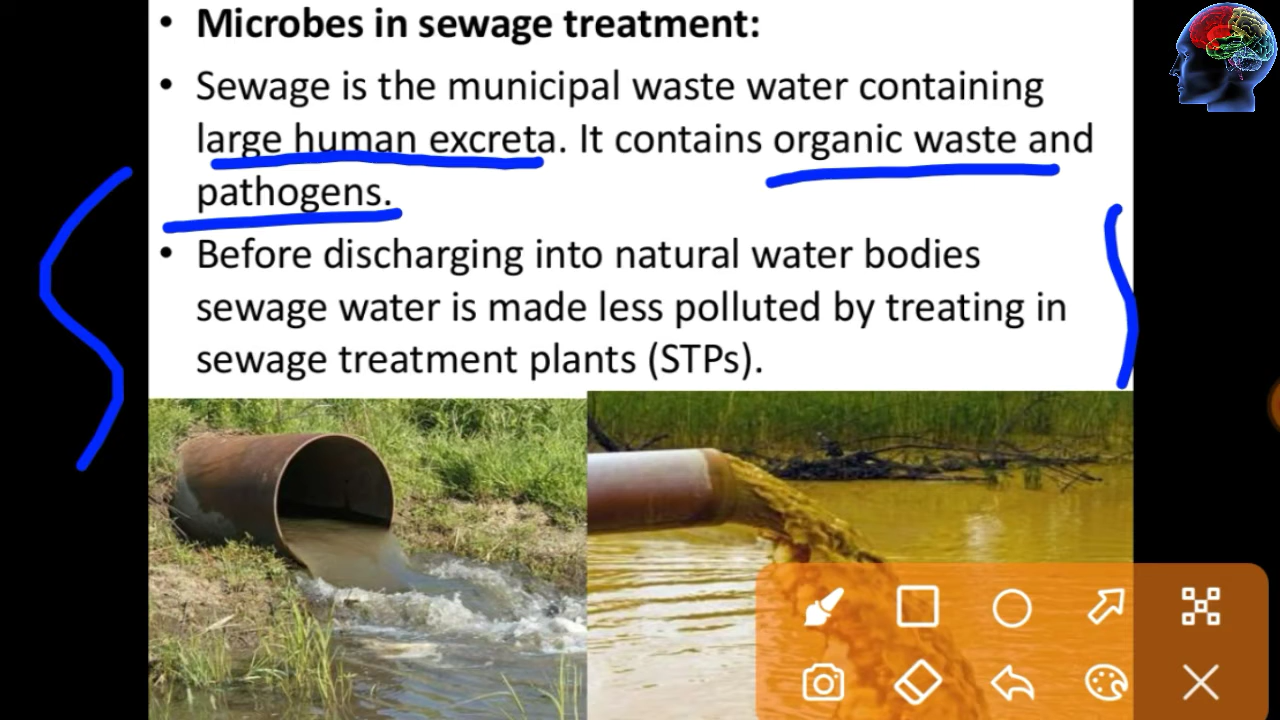 • Microbes in sewage treatment:
• Sewage is the municipal waste water containing
large human excreta. It contains organic waste and
pathogens.
• Before discharging into natural water bodies
sewage water is made less polluted by treating in
sewage treatment plants (STPs).